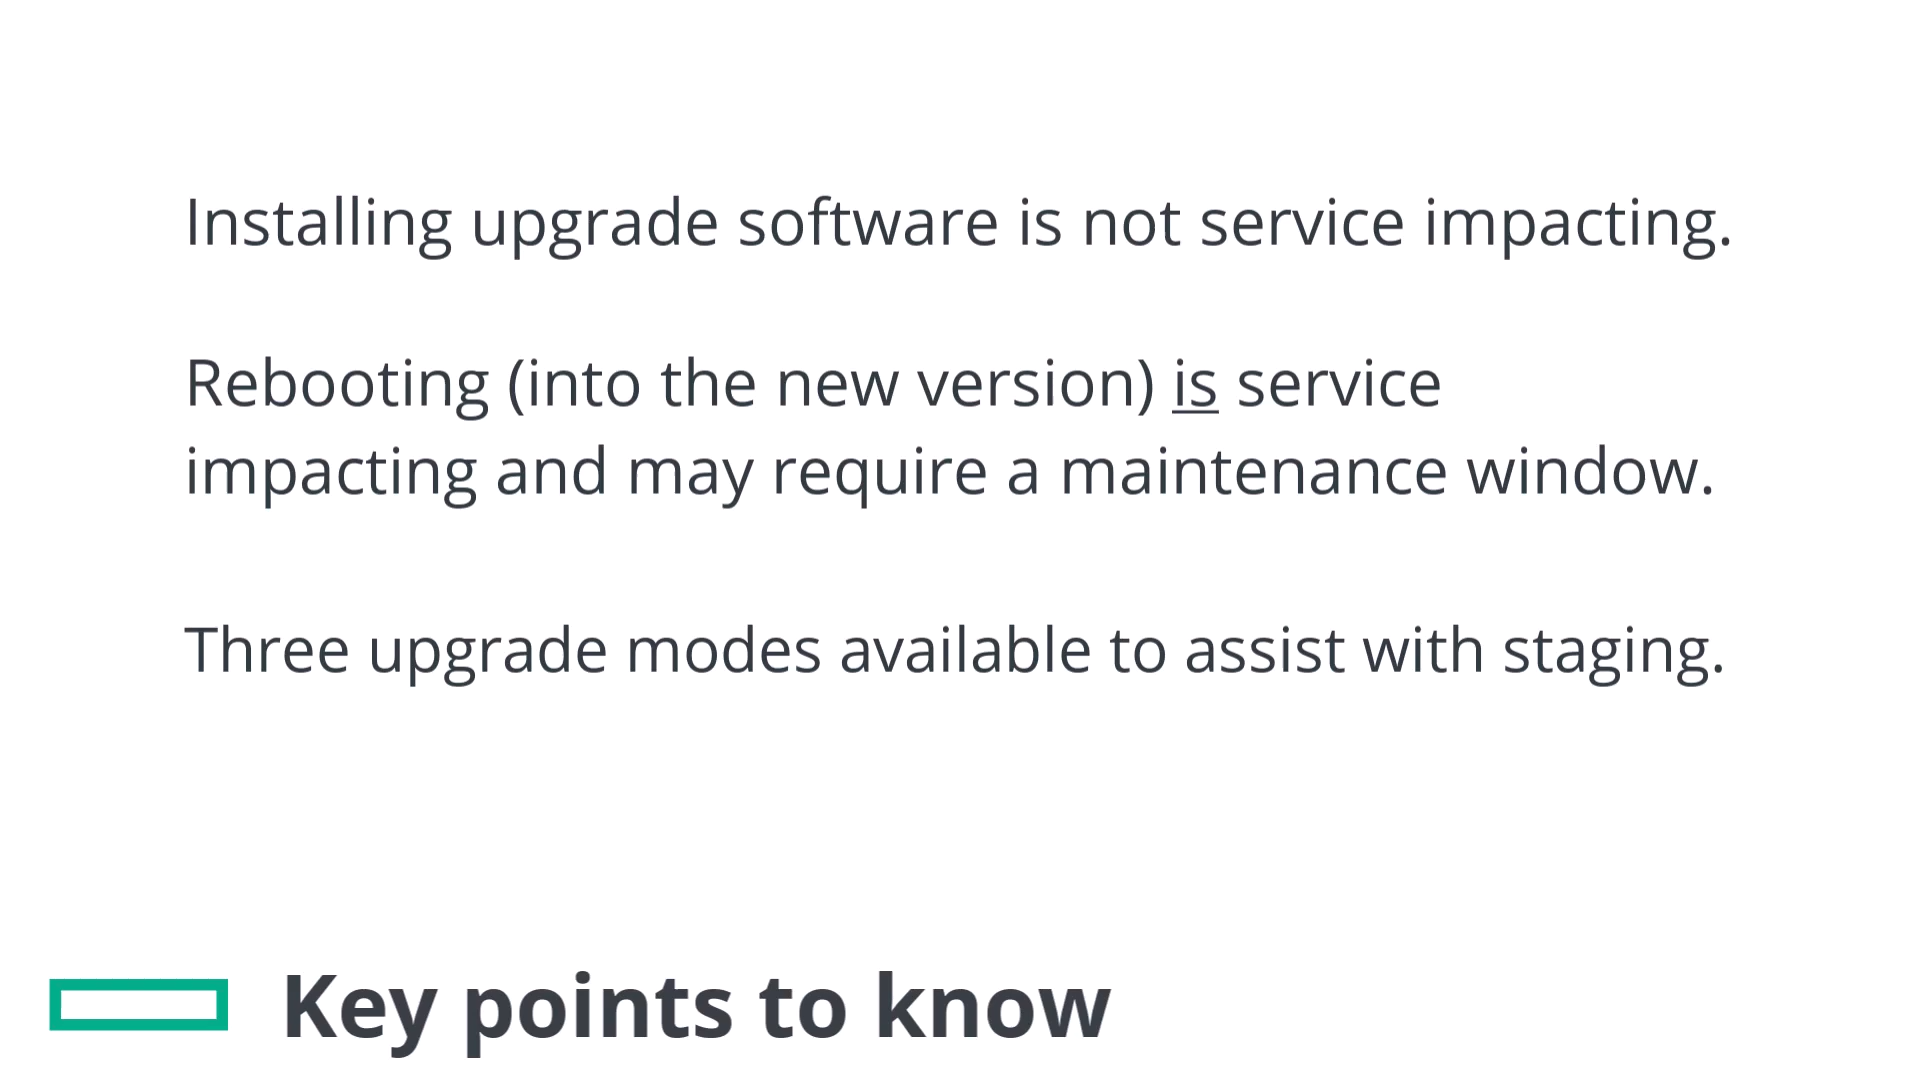 Installing upgrade software is not service impacting.
Rebooting (into the new version) is service
impacting and may require a maintenance window.
Three upgrade modes available to assist with staging.
Key points to know